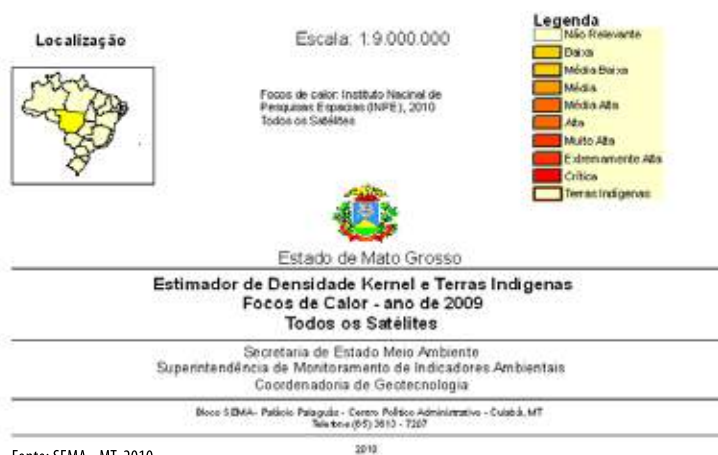 Localização
Escala: 1:9.000.000
Focos de calor: Instituto Nacinal de
Pesquisas Espacias (INPE), 2010
Todos os Satélites
Legenda
Não Relevante
Baixa
Média Baixa
Média
Média Alta
Alta
Muito Alta
Extremamente Alta
Crítica
Terras Indígenas
Estado de Mato Grosso
Estimador de Densidade Kernel e Terras Indigenas
Focos de Calor - ano de 2009
Todos os Satélites
Secretaria de Estado Meio Ambiente
Superintendência de Monitoramento de Indicadores Ambientais
Coordenadoria de Geotecnologia
Bloco SEMA- Palácio Paiaguás - Centro Político Administrativo - Cuiabá, MT
Telefone (65) 3613 - 7207
2010
Fonte: SEMA - MT, 2010